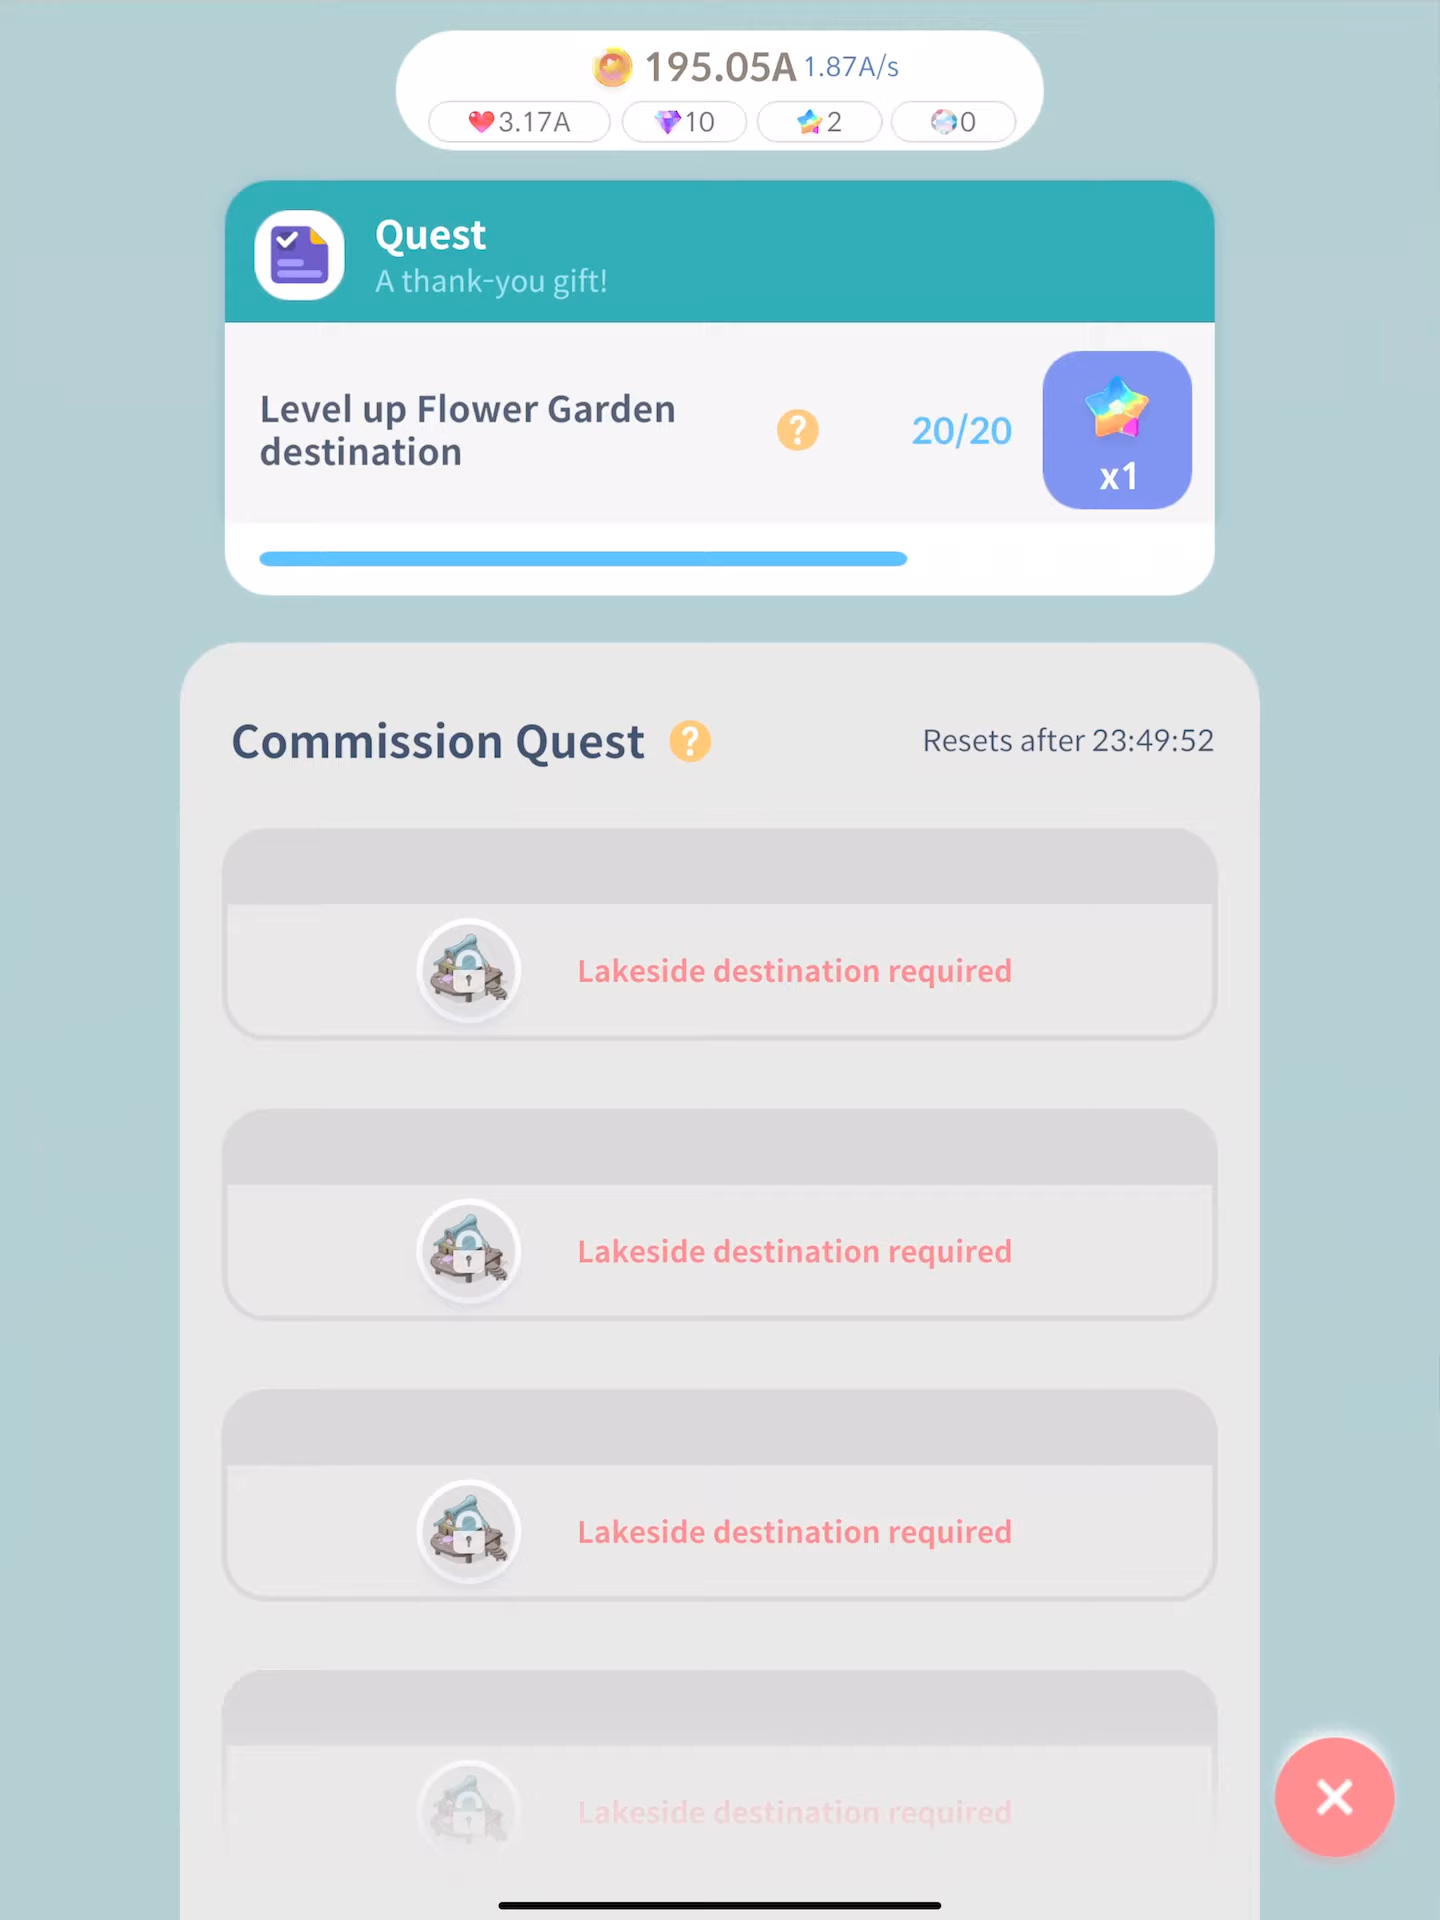 195.05A 1.87A/s
3.17A 10 2 0
Quest
A thank-you gift!
Level up Flower Garden
destination
? 20/20
x1
Commission Quest ? Resets after 23:49:52
Lakeside destination required
Lakeside destination required
Lakeside destination required
Lakeside destination required